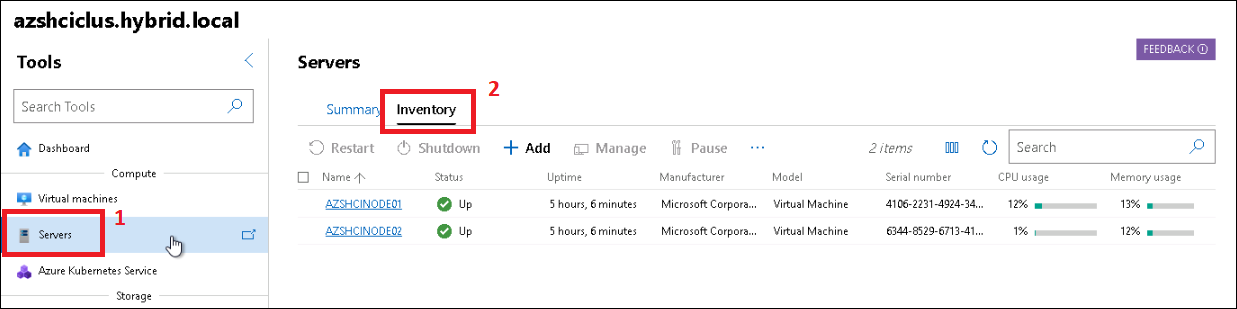 azshciclus.hybrid.local
Tools
Search Tools
Dashboard
Compute
Virtual machines
Servers
1
Azure Kubernetes Service
Storage
FEEDBACK
Servers
Summary Inventory
2
Restart Shutdown Add Manage Pause ... 2 items Search
Name Status Uptime Manufacturer Model Serial number CPU usage Memory usage
AZSHCINODE01 Up 5 hours, 6 minutes Microsoft Corpora... Virtual Machine 4106-2231-4924-34... 12% 13%
AZSHCINODE02 Up 5 hours, 6 minutes Microsoft Corpora... Virtual Machine 6344-8529-6713-41... 1% 12%